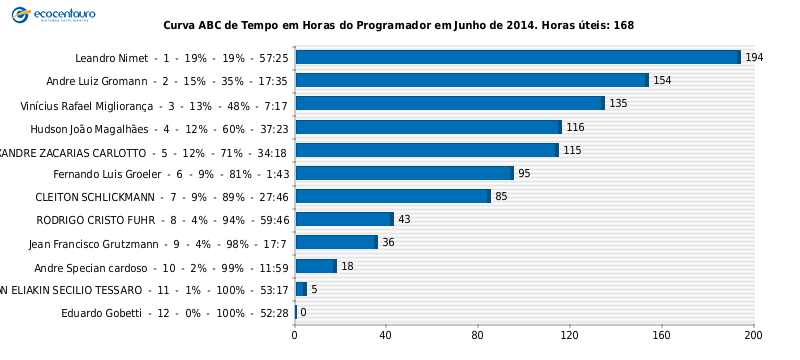 ecocentauro
Curva ABC de Tempo em Horas do Programador em Junho de 2014. Horas úteis: 168
Leandro Nimet - 1 - 19% - 19% - 57:25 194
Andre Luiz Gromann - 2 - 15% - 35% - 17:35 154
Vinícius Rafael Migliorança - 3 - 13% - 48% - 7:17 135
Hudson João Magalhães - 4 - 12% - 60% - 37:23 116
XANDRE ZACARIAS CARLOTTO - 5 - 12% - 71% - 34:18 115
Fernando Luis Groeler - 6 - 9% - 81% - 1:43 95
CLEITON SCHLICKMANN - 7 - 9% - 89% - 27:46 85
RODRIGO CRISTO FUHR - 8 - 4% - 94% - 59:46 43
Jean Francisco Grutzmann - 9 - 4% - 98% - 17:7 36
Andre Specian cardoso - 10 - 2% - 99% - 11:59 18
N ELIAKIN SECILIO TESSARO - 11 - 1% - 100% - 53:17 5
Eduardo Gobetti - 12 - 0% - 100% - 52:28 0
0 40 80 120 160 200